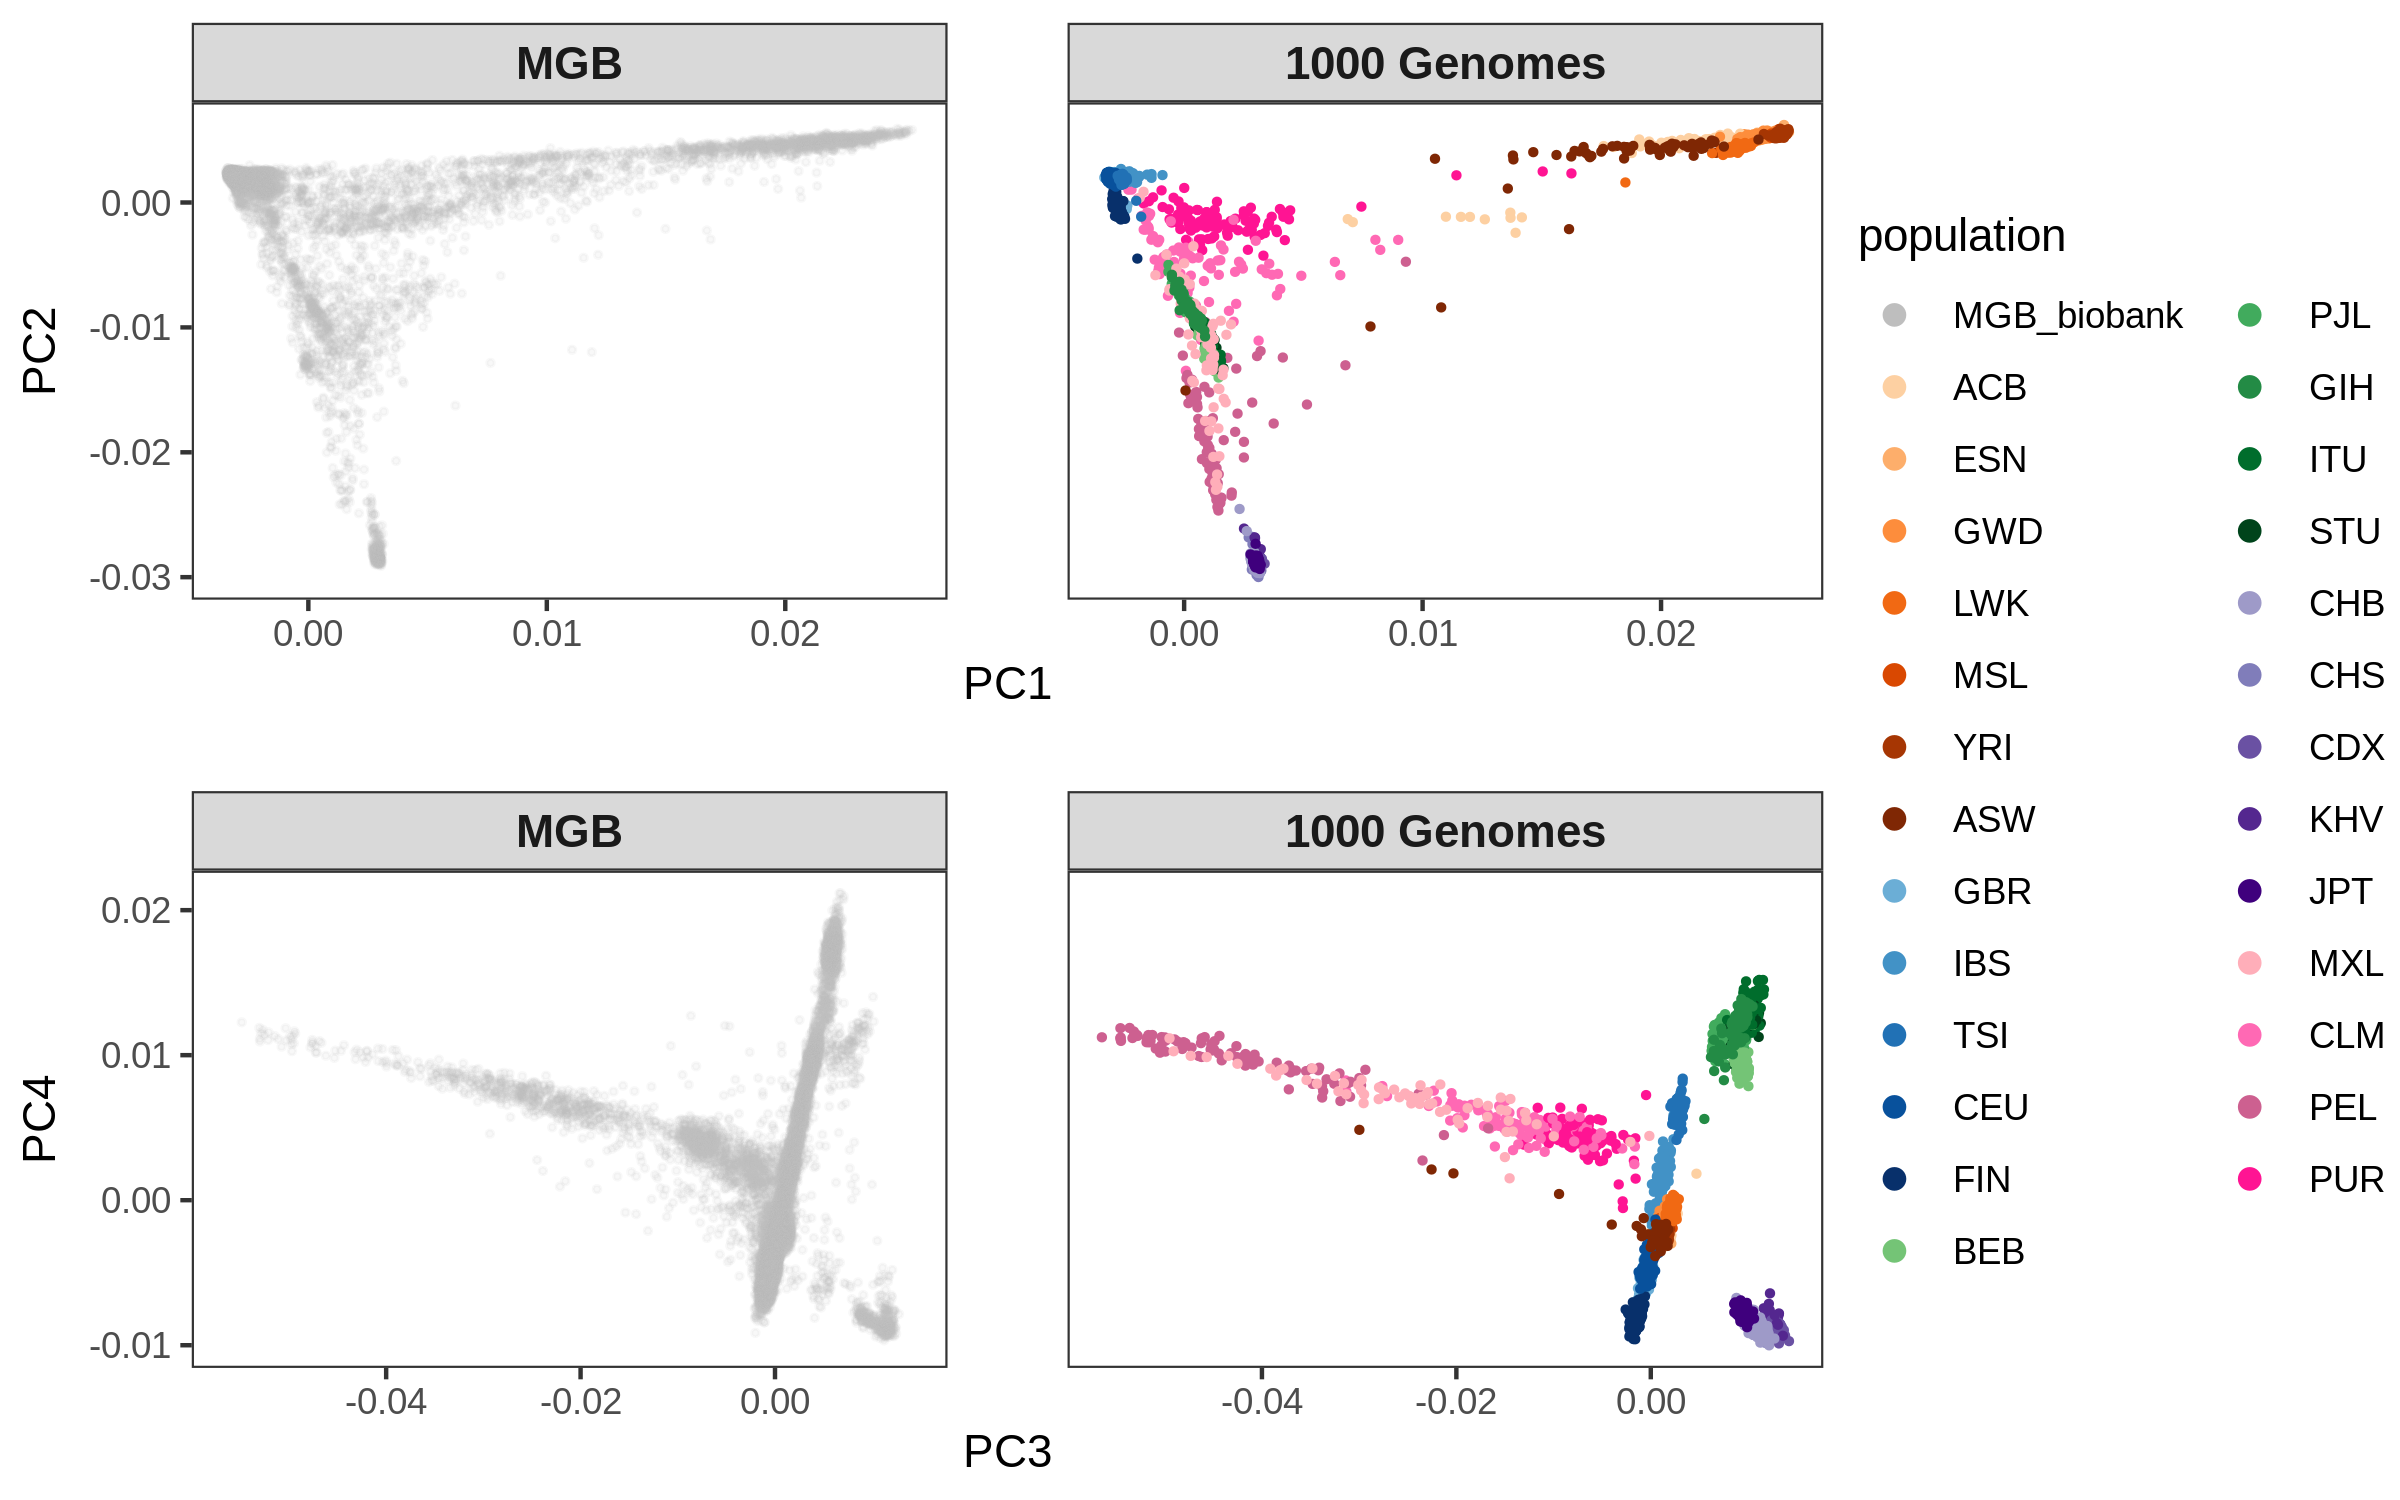 MGB
1000 Genomes
PC2
0.00
-0.01
-0.02
-0.03
0.00
0.01
0.02
0.00
0.01
0.02
PC1
MGB
1000 Genomes
PC4
0.02
0.01
0.00
-0.01
-0.04
-0.02
0.00
-0.04
-0.02
0.00
PC3
population
MGB_biobank
ACB
ESN
GWD
LWK
MSL
YRI
ASW
GBR
IBS
TSI
CEU
FIN
BEB
PJL
GIH
ITU
STU
CHB
CHS
CDX
KHV
JPT
MXL
CLM
PEL
PUR